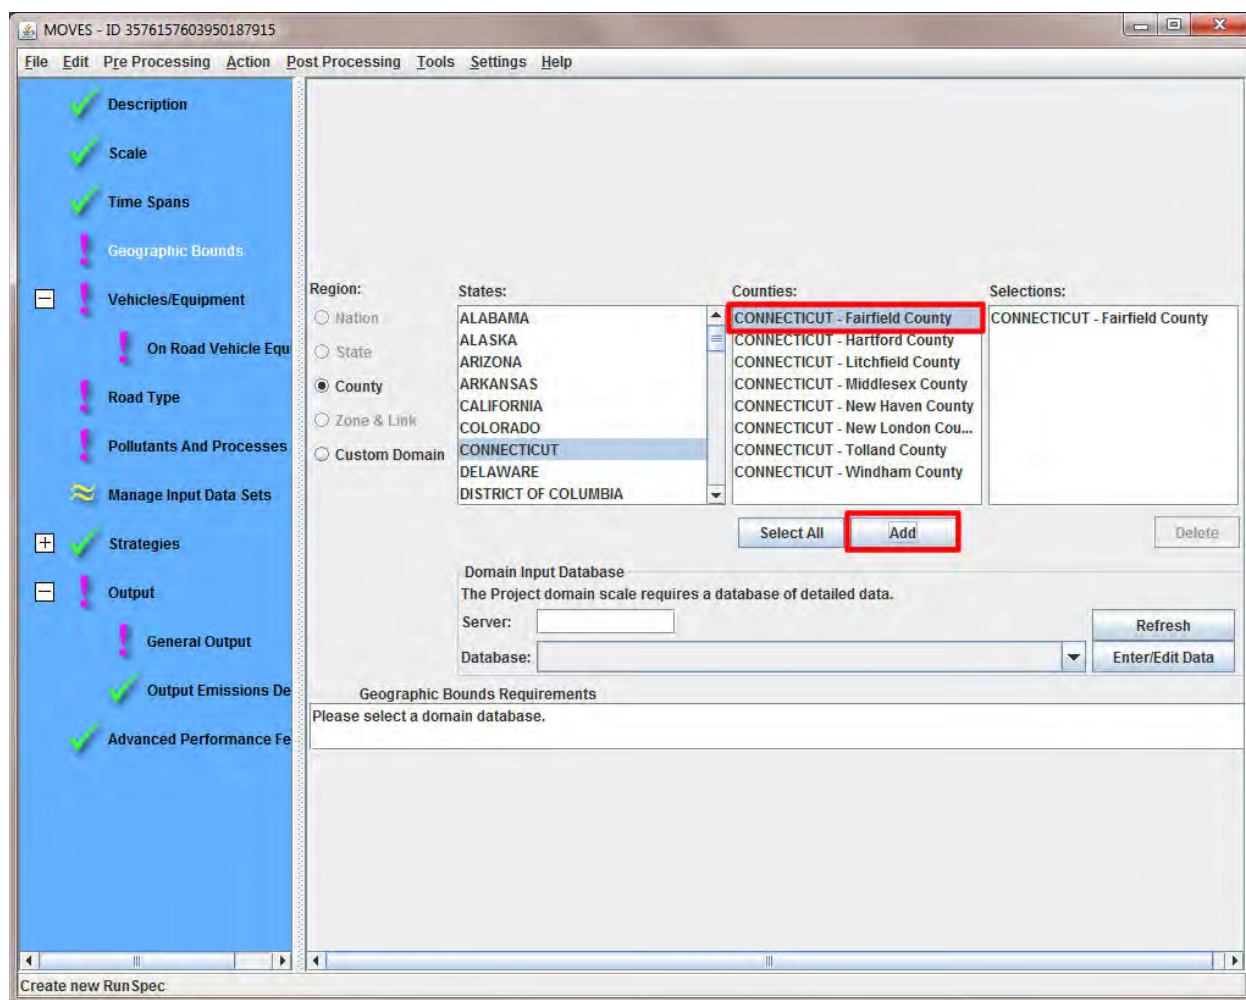 MOVES - ID 3576157603950187915
File Edit Pre Processing Action Post Processing Tools Settings Help
Description
Scale
Time Spans
Geographic Bounds
Vehicles/Equipment
On Road Vehicle Equ
Road Type
Pollutants And Processes
Manage Input Data Sets
Strategies
Output
General Output
Output Emissions De
Advanced Performance Fe
Region:
Nation
State
County
Zone & Link
Custom Domain
States:
ALABAMA
ALASKA
ARIZONA
ARKANSAS
CALIFORNIA
COLORADO
CONNECTICUT
DELAWARE
DISTRICT OF COLUMBIA
Counties:
CONNECTICUT - Fairfield County
CONNECTICUT - Hartford County
CONNECTICUT - Litchfield County
CONNECTICUT - Middlesex County
CONNECTICUT - New Haven County
CONNECTICUT - New London Cou...
CONNECTICUT - Tolland County
CONNECTICUT - Windham County
Selections:
CONNECTICUT - Fairfield County
Select All Add Delete
Domain Input Database
The Project domain scale requires a database of detailed data.
Server:
Refresh
Database:
Enter/Edit Data
Geographic Bounds Requirements
Please select a domain database.
Create new RunSpec